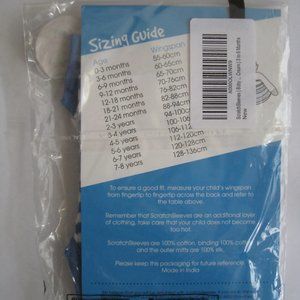 Sizing Guide
Age Wingspan
0-3 months 55-60cm
3-6 months 60-65cm
6-9 months 65-70cm
9-12 months 70-76cm
12-18 months 76-82cm
18-21 months 82-88cm
21-24 months 88-94cm
2-3 years 94-100cm
3-4 years 100-106
4-5 years 106-112
5-6 years 112-120cm
6-7 years 120-128cm
7-8 years 128-136cm
To ensure a good fit, measure your child's wingspan
from fingertip to fingertip across the back and refer to the
table above.
Remember that ScratchSleeves are an additional layer
of clothing, take care that your child does not become
too hot.
ScratchSleeves are 100% cotton, binding 100% cotton
and the outer mitts are 100% silk.
Please keep this packaging for future reference.
Made in India
New